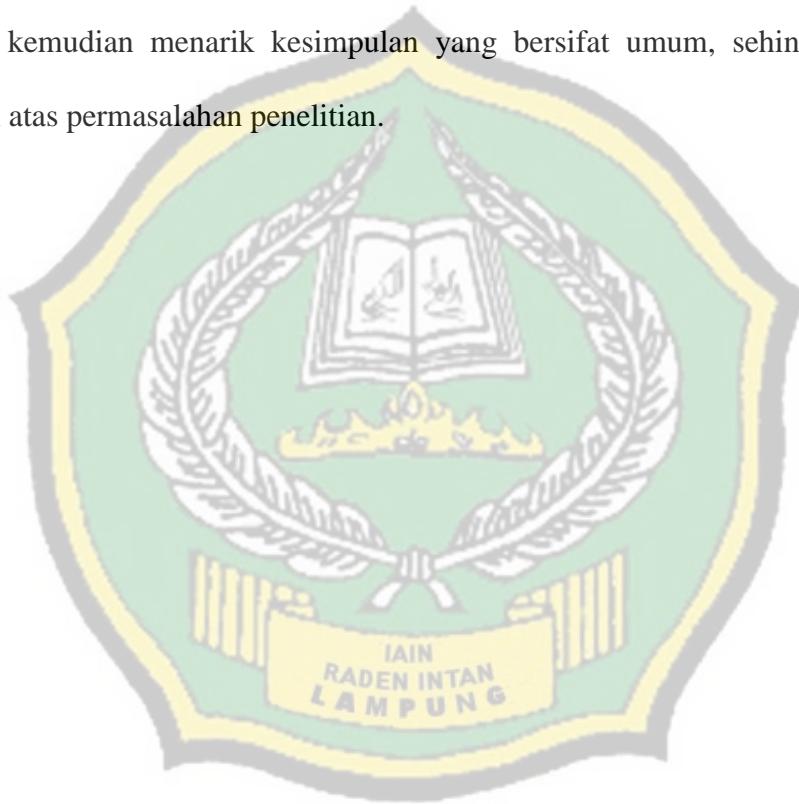 kemudian menarik kesimpulan yang bersifat umum, sehin
atas permasalahan penelitian.
IAIN
RADEN INTAN
LAMPUNG